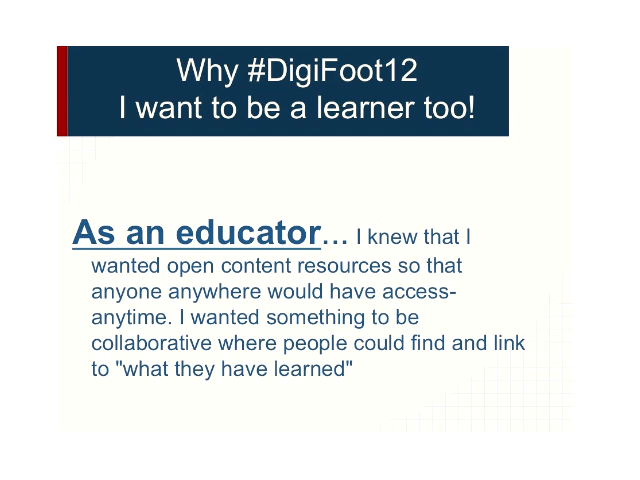 Why #DigiFoot12
I want to be a learner too!
As an educator... I knew that I
wanted open content resources so that
anyone anywhere would have access-
anytime. I wanted something to be
collaborative where people could find and link
to "what they have learned"